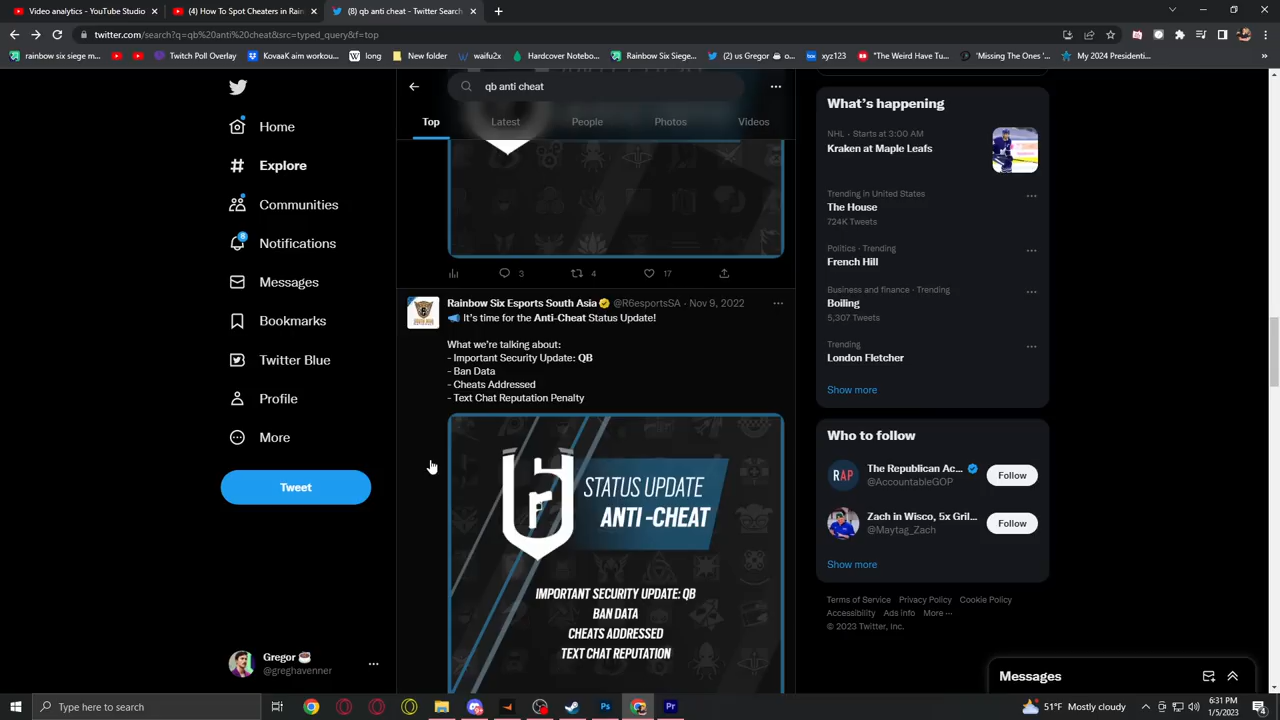 Video analytics - YouTube Studio
(4) How To Spot Cheaters in Rain
(8) qb anti cheat - Twitter Search
twitter.com/search?q=qb%20anti%20cheat&src=typed_query&f=top
rainbow six siege m...
Twitch Poll Overlay
KovaaK aim workou...
long
New folder
waifu2x
Hardcover Notebo...
Rainbow Six Siege...
(2) us Gregor ☕ o...
xyz123
"The Weird Have Tu...
'Missing The Ones'...
My 2024 Presidenti...
Home
Explore
Communities
8
Notifications
Messages
Bookmarks
Twitter Blue
Profile
More
Tweet
Gregor ☕
@greghavenner
qb anti cheat
Top
Latest
People
Photos
Videos
3
4
17
Rainbow Six Esports South Asia @R6esportsSA · Nov 9, 2022
📣 It's time for the Anti-Cheat Status Update!
What we're talking about:
- Important Security Update: QB
- Ban Data
- Cheats Addressed
- Text Chat Reputation Penalty
STATUS UPDATE
ANTI-CHEAT
IMPORTANT SECURITY UPDATE: QB
BAN DATA
CHEATS ADDRESSED
TEXT CHAT REPUTATION
What's happening
NHL · Starts at 3:00 AM
Kraken at Maple Leafs
Trending in United States
The House
724K Tweets
Politics · Trending
French Hill
Business and finance · Trending
Boiling
5,307 Tweets
Trending
London Fletcher
Show more
Who to follow
RAP
The Republican Ac...
@AccountableGOP
Follow
Zach in Wisco, 5x Gril...
@Maytag_Zach
Follow
Show more
Terms of Service Privacy Policy Cookie Policy
Accessibility Ads info More ···
© 2023 Twitter, Inc.
Messages
Type here to search
Ps
Pr
51°F Mostly cloudy
6:31 PM
1/5/2023